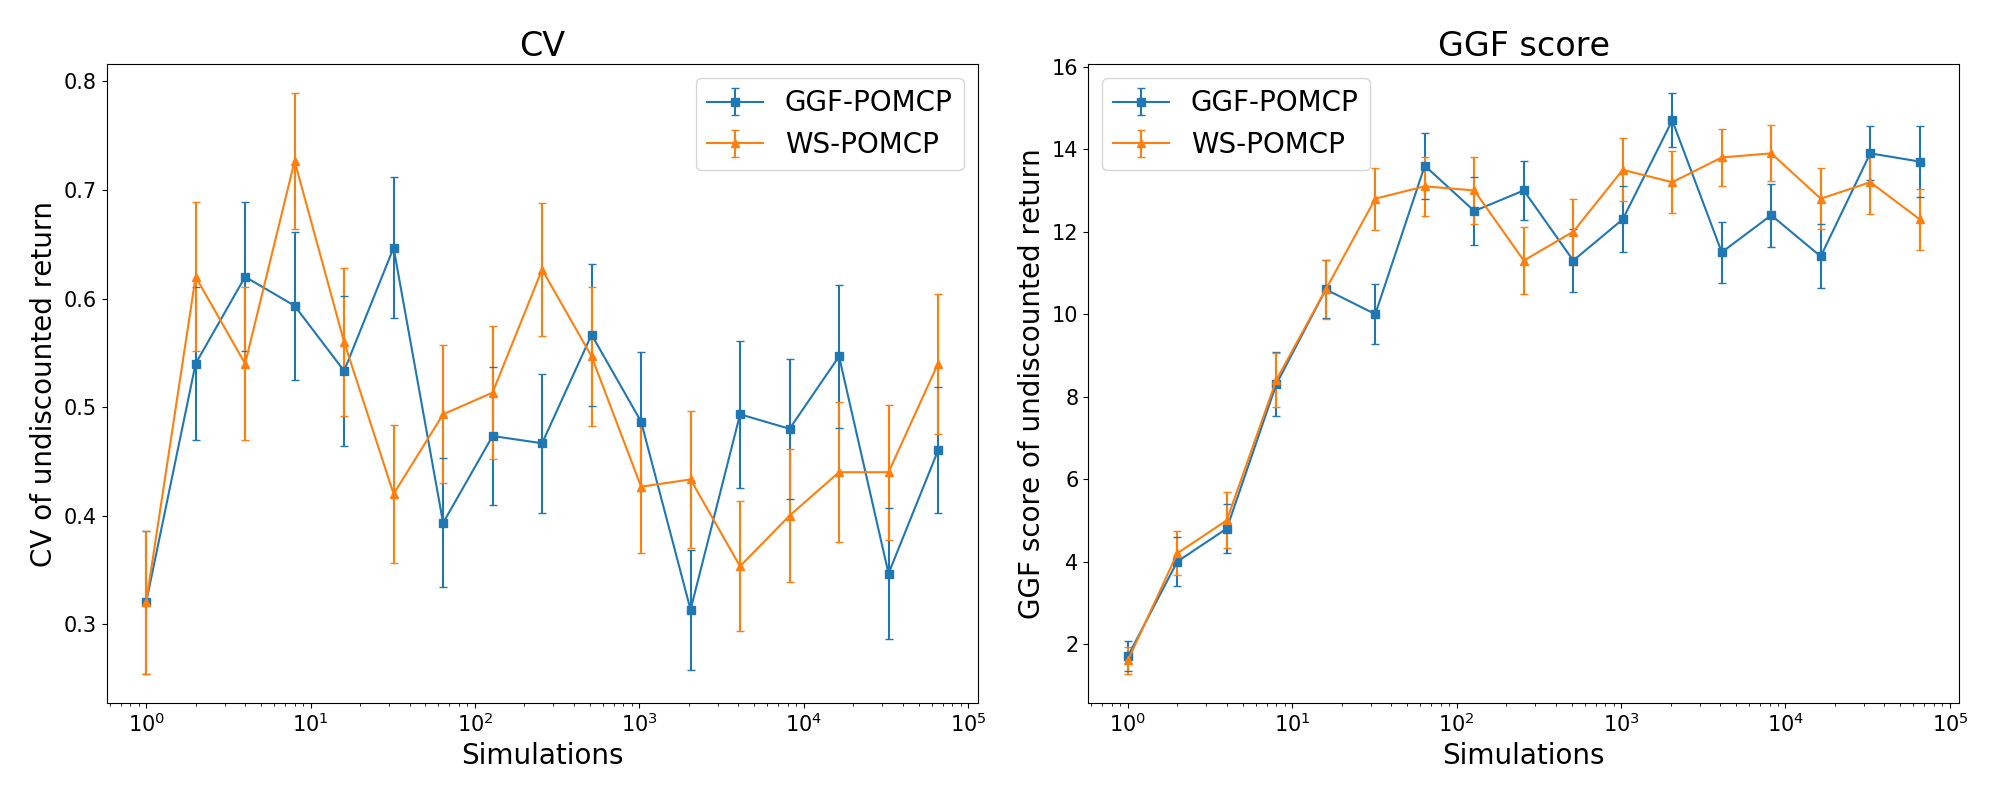 CV
CV of undiscounted return
0.8
0.7
0.6
0.5
0.4
0.3
GGF-POMCP
WS-POMCP
10⁰
10¹
10²
10³
10⁴
10⁵
Simulations
GGF score
GGF score of undiscounted return
16
14
12
10
8
6
4
2
GGF-POMCP
WS-POMCP
10⁰
10¹
10²
10³
10⁴
10⁵
Simulations